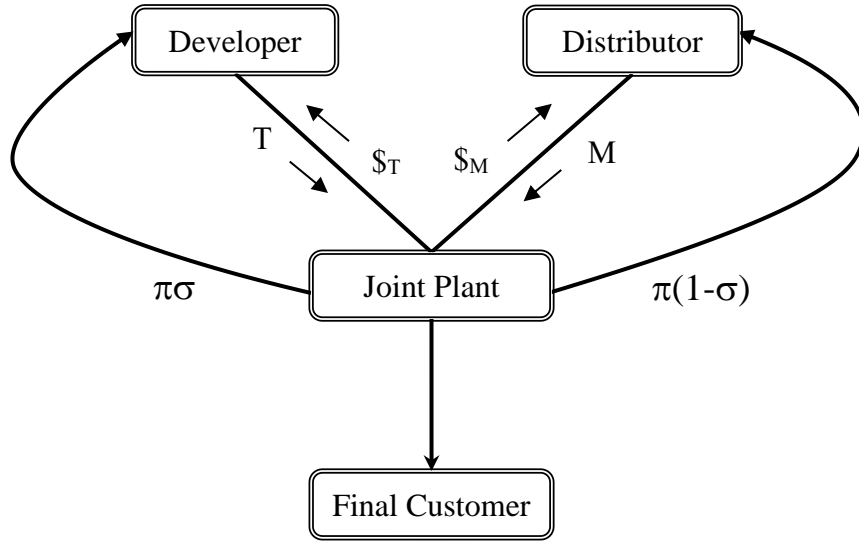 Developer
Distributor
T
$T
$M
M
Joint Plant
πσ
π(1-σ)
Final Customer